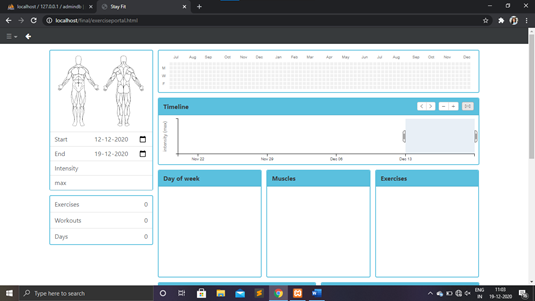 localhost / 127.0.0.1 / admindb |
Stay Fit
localhost/final/exerciseportal.html
Jul Aug Sep Oct Nov Dec Jan Feb Mar Apr May Jun Jul Aug Sep Oct Nov Dec
M
W
F
Timeline
Intensity (max)
Nov 22 Nov 29 Dec 06 Dec 13
Start 12-12-2020
End 19-12-2020
Intensity
max
Exercises 0
Workouts 0
Days 0
Day of week
Muscles
Exercises
Type here to search
ENG
IN
11:03
19-12-2020